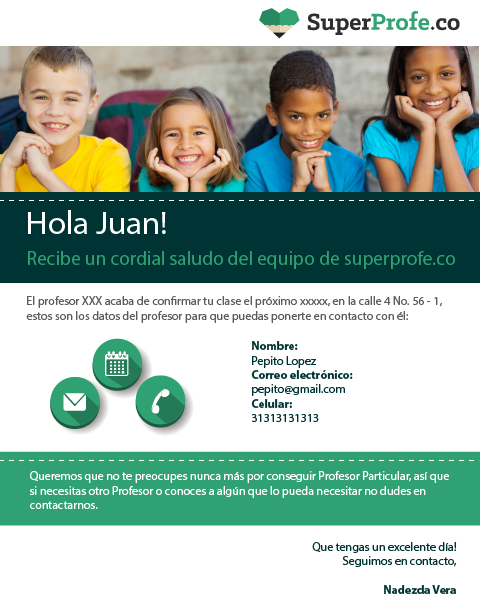 SuperProfe.co
Hola Juan!
Recibe un cordial saludo del equipo de superprofe.co
El profesor XXX acaba de confirmar tu clase el próximo xxxxx, en la calle 4 No. 56 - 1,
estos son los datos del profesor para que puedas ponerte en contacto con él:
Nombre:
Pepito Lopez
Correo electrónico:
pepito@gmail.com
Celular:
31313131313
Queremos que no te preocupes nunca más por conseguir Profesor Particular, así que
si necesitas otro Profesor o conoces a algún que lo pueda necesitar no dudes en
contactarnos.
Que tengas un excelente día!
Seguimos en contacto,
Nadezda Vera